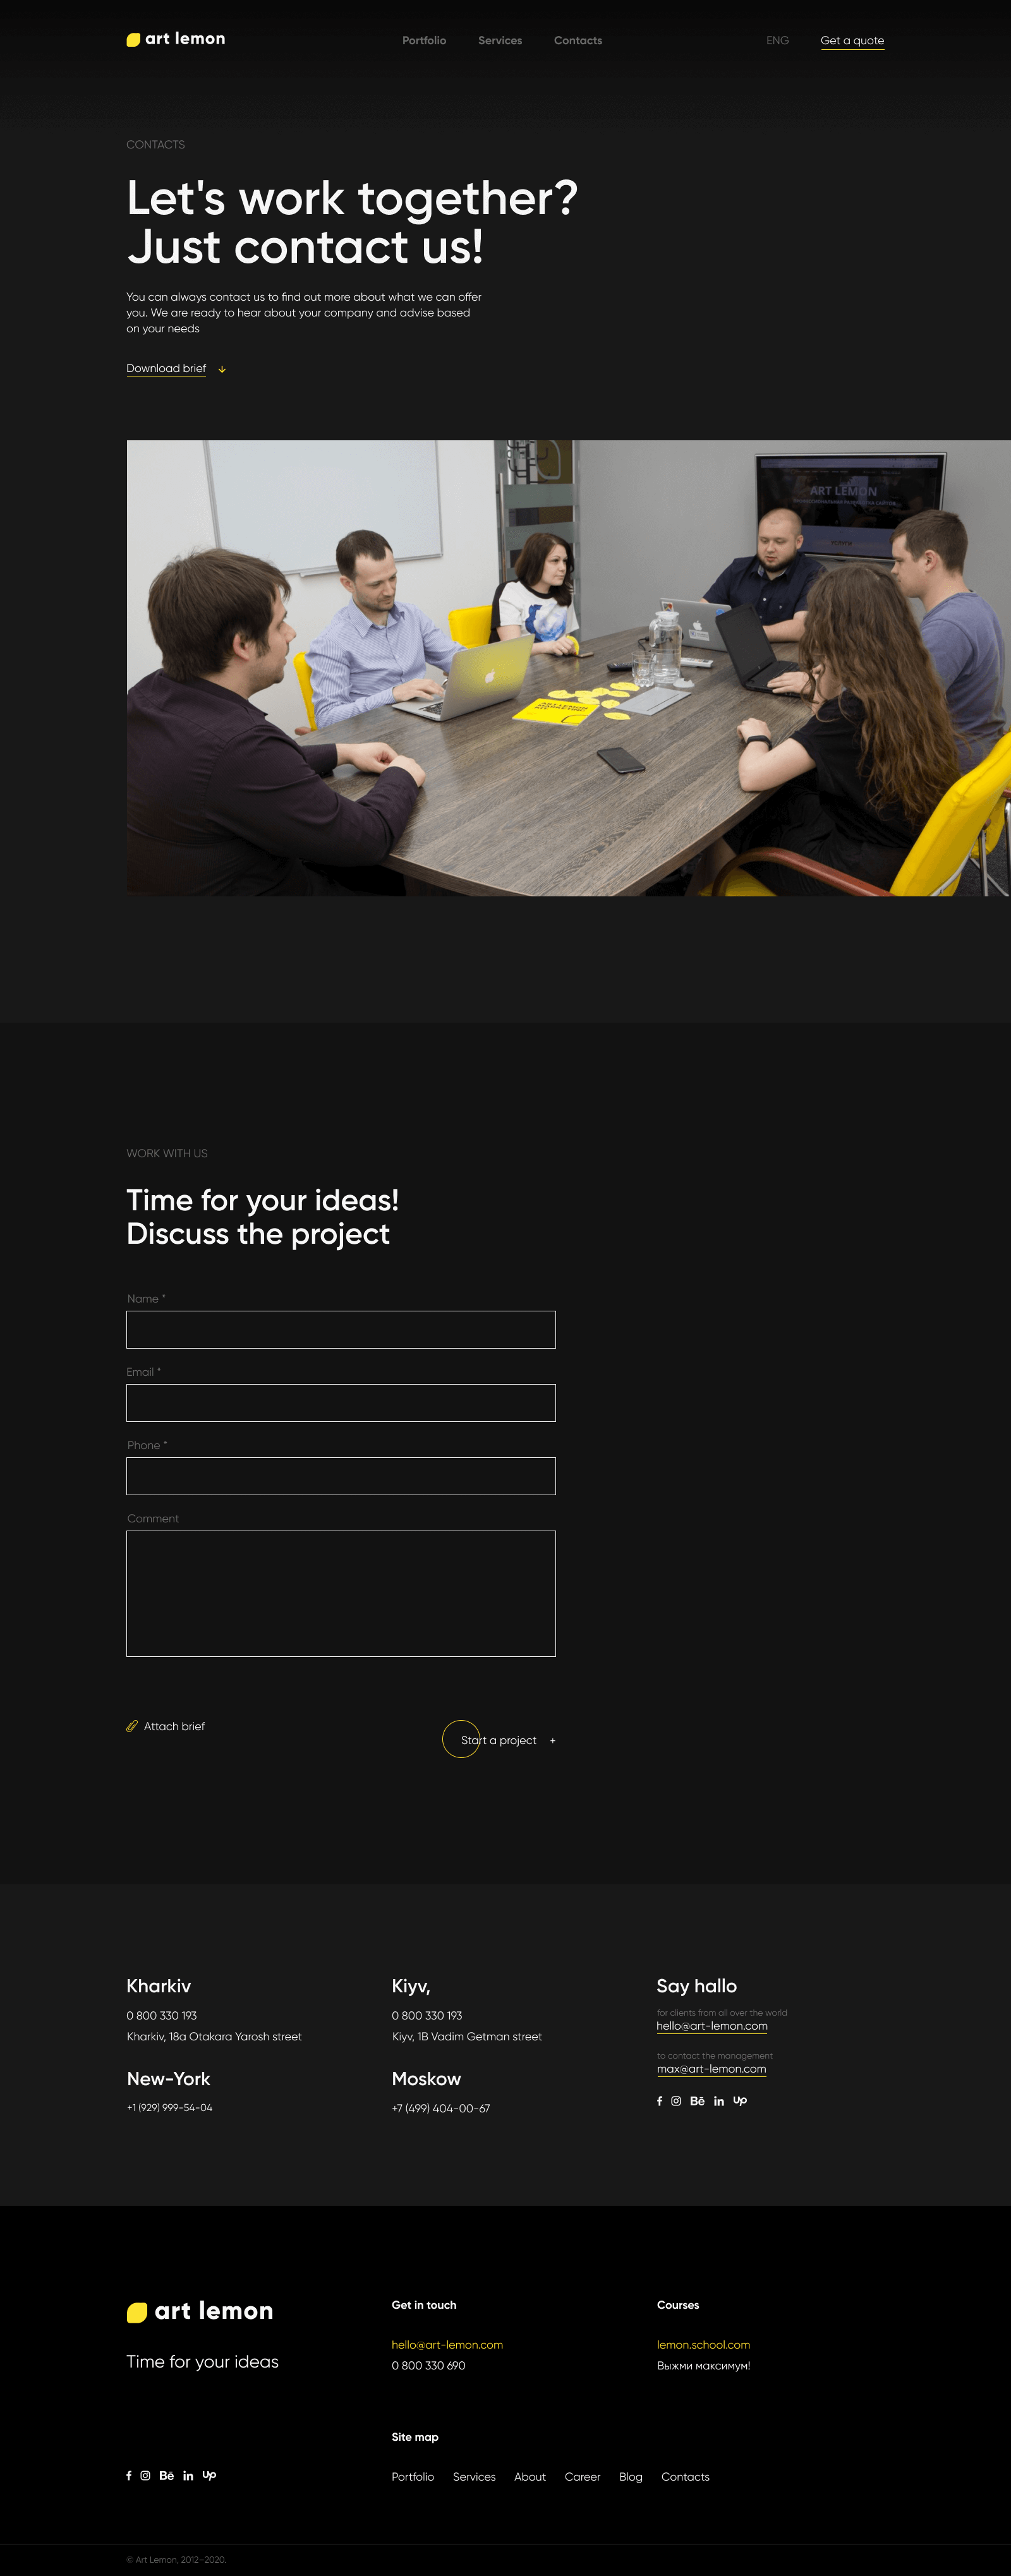 art lemon
Portfolio Services Contacts
ENG Get a quote
CONTACTS
Let's work together?
Just contact us!
You can always contact us to find out more about what we can offer
you. We are ready to hear about your company and advise based
on your needs
Download brief
ART LEMON
WORK WITH US
Time for your ideas!
Discuss the project
Name *
Email *
Phone *
Comment
Attach brief
Start a project +
Kharkiv
0 800 330 193
Kharkiv, 18a Otakara Yarosh street
New-York
+1 (929) 999-54-04
Kiyv,
0 800 330 193
Kiyv, 1B Vadim Getman street
Moskow
+7 (499) 404-00-67
Say hallo
for clients from all over the world
hello@art-lemon.com
to contact the management
max@art-lemon.com
art lemon
Time for your ideas
Get in touch
hello@art-lemon.com
0 800 330 690
Courses
lemon.school.com
Выжми максимум!
Site map
Portfolio Services About Career Blog Contacts
© Art Lemon, 2012–2020.